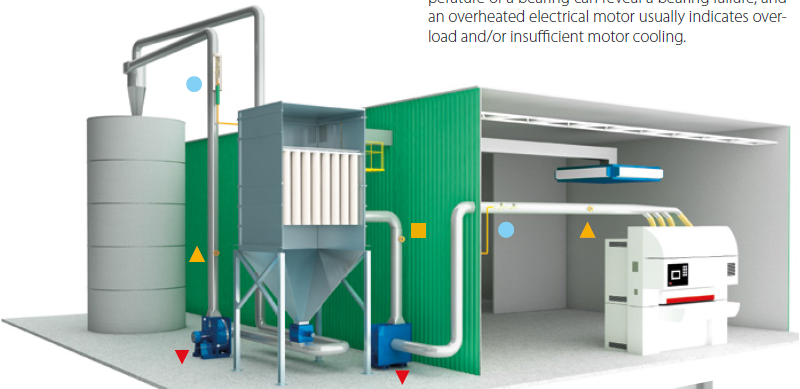 perature of a bearing can reveal a bearing failure, and
an overheated electrical motor usually indicates over-
load and/or insufficient motor cooling.